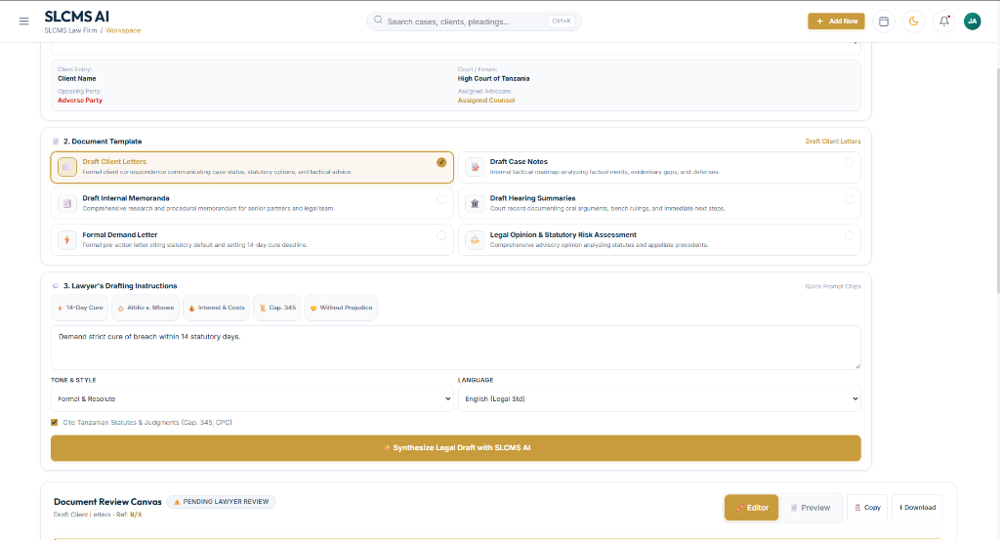 SLCMS AI
SLCMS Law Firm / Workspace
Search cases, clients, pleadings...
Ctrl+K
+ Add New
JA
Client Entity:
Client Name
Court / Forum:
High Court of Tanzania
Opposing Party:
Adverse Party
Assigned Advocate:
Assigned Counsel
2. Document Template
Draft Client Letters
Draft Client Letters
Formal client correspondence communicating case status, statutory options, and tactical advice.
Draft Case Notes
Internal tactical roadmap analyzing factual merits, evidentiary gaps, and defenses.
Draft Internal Memoranda
Comprehensive research and procedural memorandum for senior partners and legal team.
Draft Hearing Summaries
Court record documenting oral arguments, bench rulings, and immediate next steps.
Formal Demand Letter
Formal pre-action letter citing statutory default and setting 14-day cure deadline.
Legal Opinion & Statutory Risk Assessment
Comprehensive advisory opinion analyzing statutes and appellate precedents.
3. Lawyer's Drafting Instructions
Quick Prompt Chips
14-Day Cure
Attilio v. Mbowe
Interest & Costs
Cap. 345
Without Prejudice
Demand strict cure of breach within 14 statutory days.
TONE & STYLE
LANGUAGE
Formal & Resolute
English (Legal Std)
Cite Tanzanian Statutes & Judgments (Cap. 345, CPC)
Synthesize Legal Draft with SLCMS AI
Document Review Canvas
PENDING LAWYER REVIEW
Draft Client Letters · Ref: N/A
Editor
Preview
Copy
Download